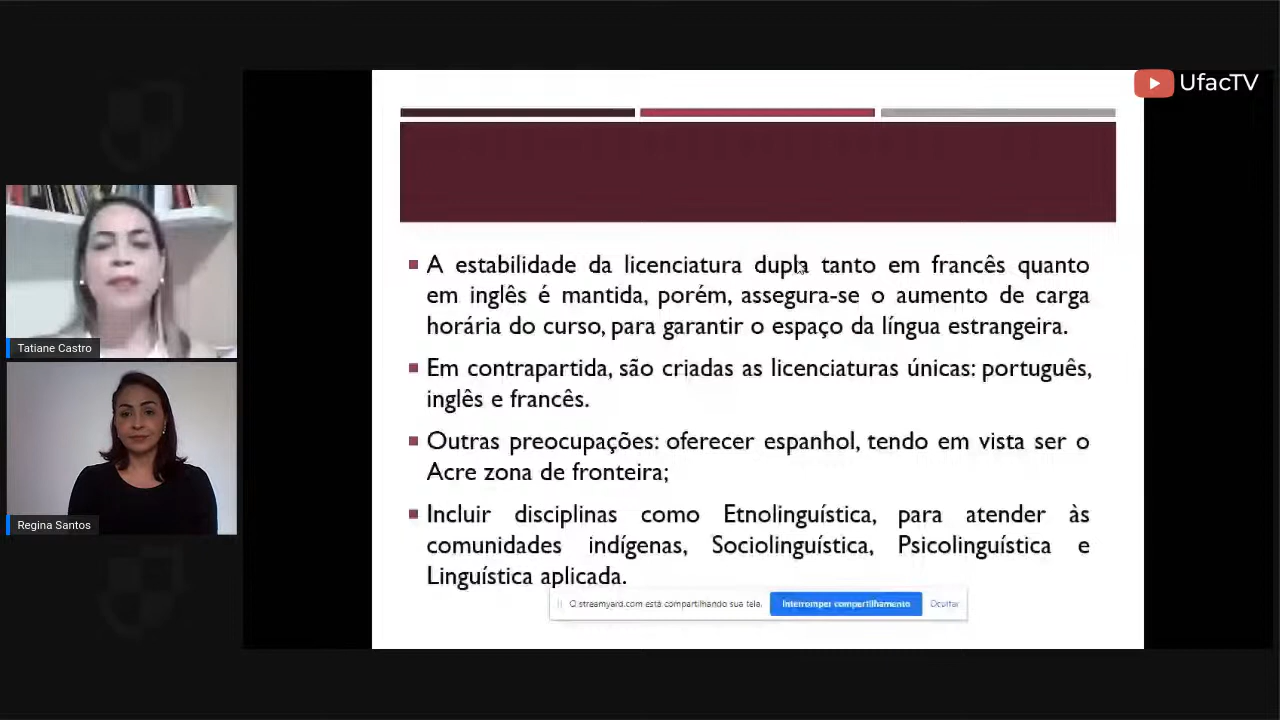 UfacTV
A estabilidade da licenciatura dupla tanto em francês quanto
em inglês é mantida, porém, assegura-se o aumento de carga
horária do curso, para garantir o espaço da língua estrangeira.
Em contrapartida, são criadas as licenciaturas únicas: português,
inglês e francês.
Outras preocupações: oferecer espanhol, tendo em vista ser o
Acre zona de fronteira;
Incluir disciplinas como Etnolinguística, para atender às
comunidades indígenas, Sociolinguística, Psicolinguística e
Linguística aplicada.
O streamyard.com está compartilhando sua tela.
Interromper compartilhamento
Ocultar
Tatiane Castro
Regina Santos